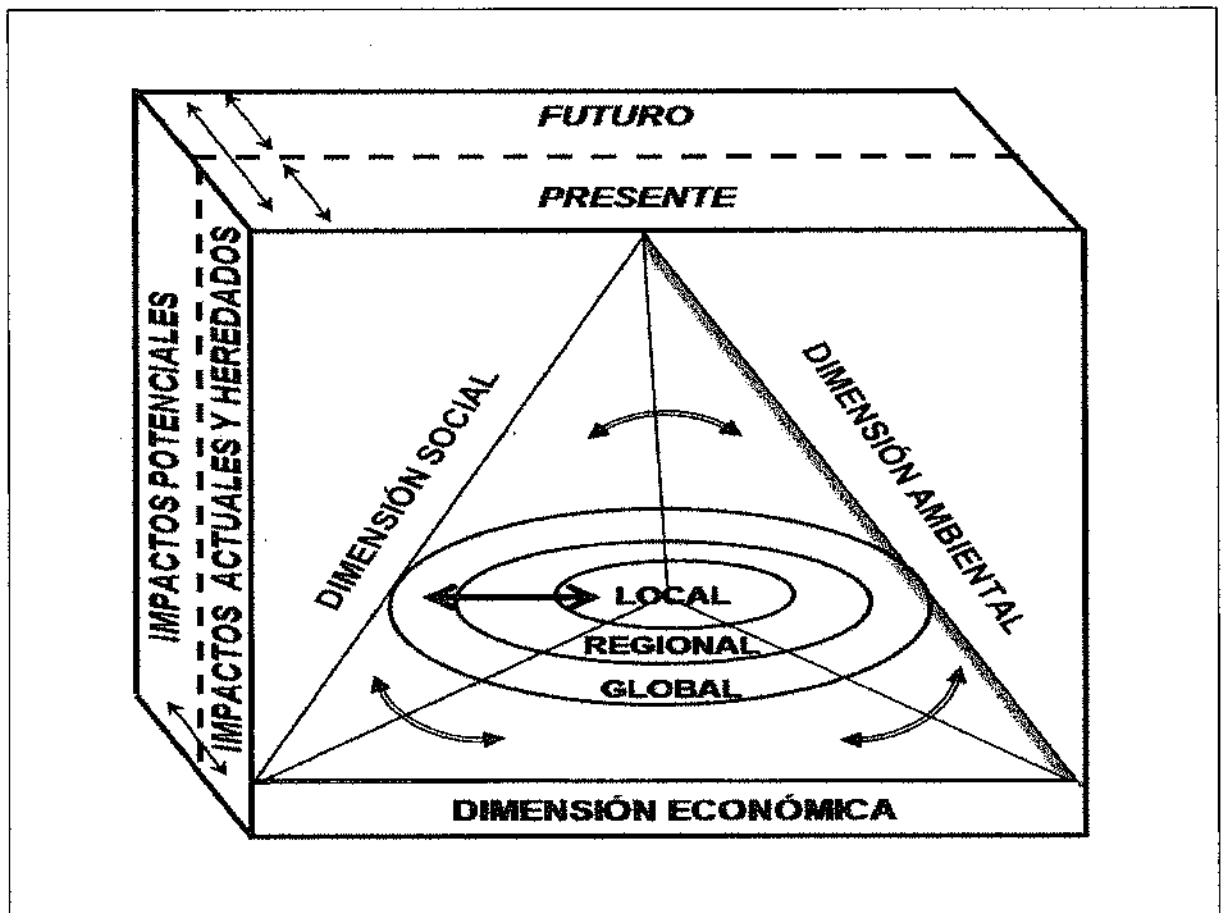 FUTURO
PRESENTE
IMPACTOS POTENCIALES
IMPACTOS ACTUALES Y HEREDADOS
DIMENSIÓN SOCIAL
DIMENSIÓN AMBIENTAL
LOCAL
REGIONAL
GLOBAL
DIMENSIÓN ECONÓMICA